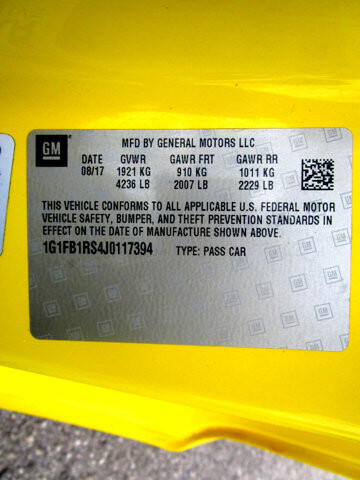 GM
MFD BY GENERAL MOTORS LLC
DATE GVWR GAWR FRT GAWR RR
08/17 1921 KG 910 KG 1011 KG
4236 LB 2007 LB 2229 LB
THIS VEHICLE CONFORMS TO ALL APPLICABLE U.S. FEDERAL MOTOR
VEHICLE SAFETY, BUMPER, AND THEFT PREVENTION STANDARDS IN
EFFECT ON THE DATE OF MANUFACTURE SHOWN ABOVE.
1G1FB1RS4J0117394 TYPE: PASS CAR